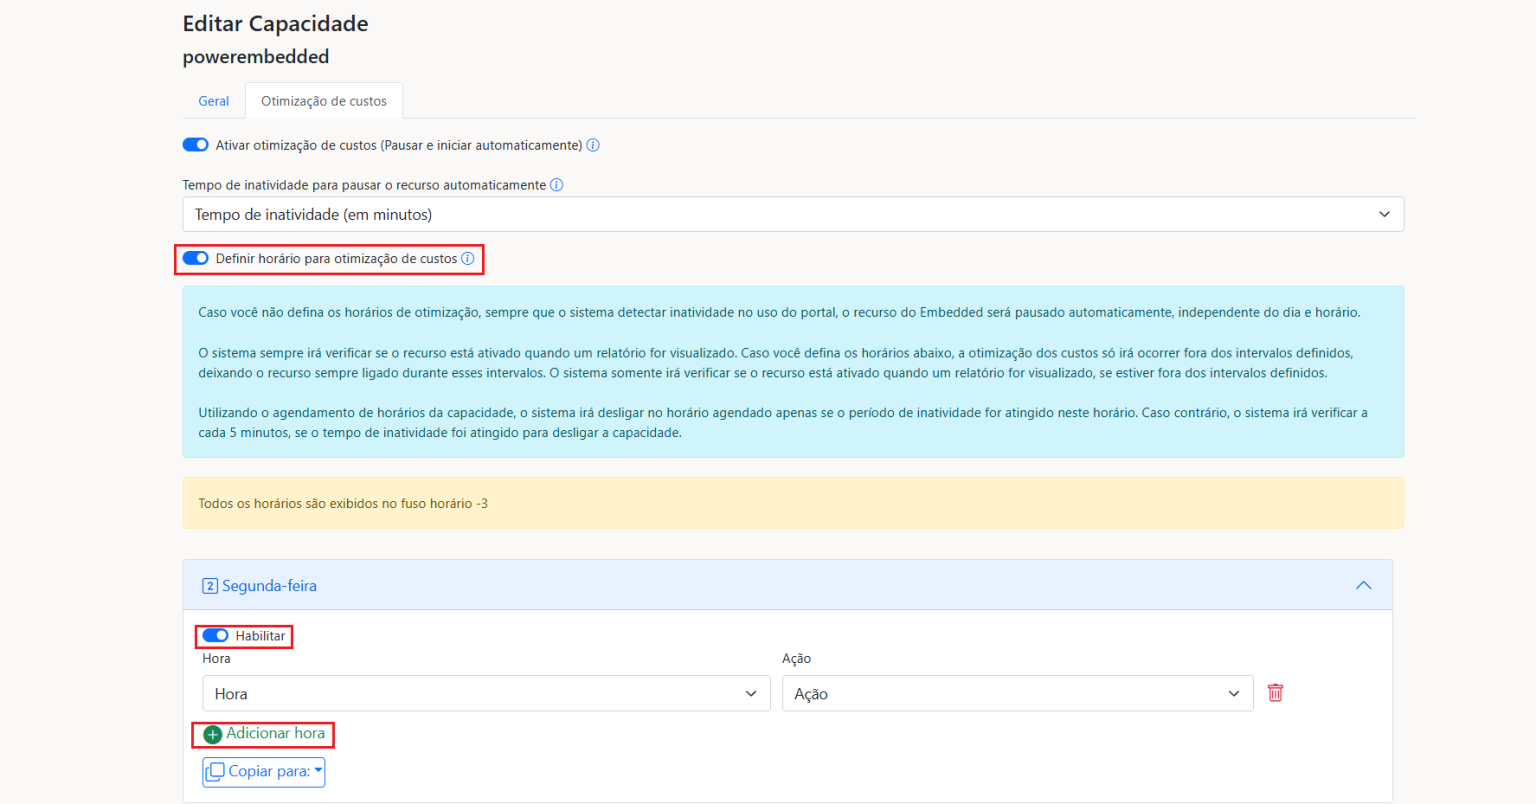 Editar Capacidade
powerembedded
Geral
Otimização de custos
Ativar otimização de custos (Pausar e iniciar automaticamente)
Tempo de inatividade para pausar o recurso automaticamente
Tempo de inatividade (em minutos)
Definir horário para otimização de custos
Caso você não defina os horários de otimização, sempre que o sistema detectar inatividade no uso do portal, o recurso do Embedded será pausado automaticamente, independente do dia e horário.
O sistema sempre irá verificar se o recurso está ativado quando um relatório for visualizado. Caso você defina os horários abaixo, a otimização dos custos só irá ocorrer fora dos intervalos definidos,
deixando o recurso sempre ligado durante esses intervalos. O sistema somente irá verificar se o recurso está ativado quando um relatório for visualizado, se estiver fora dos intervalos definidos.
Utilizando o agendamento de horários da capacidade, o sistema irá desligar no horário agendado apenas se o período de inatividade for atingido neste horário. Caso contrário, o sistema irá verificar a
cada 5 minutos, se o tempo de inatividade foi atingido para desligar a capacidade.
Todos os horários são exibidos no fuso horário -3
2 Segunda-feira
Habilitar
Hora
Ação
Hora
Ação
Adicionar hora
Copiar para: